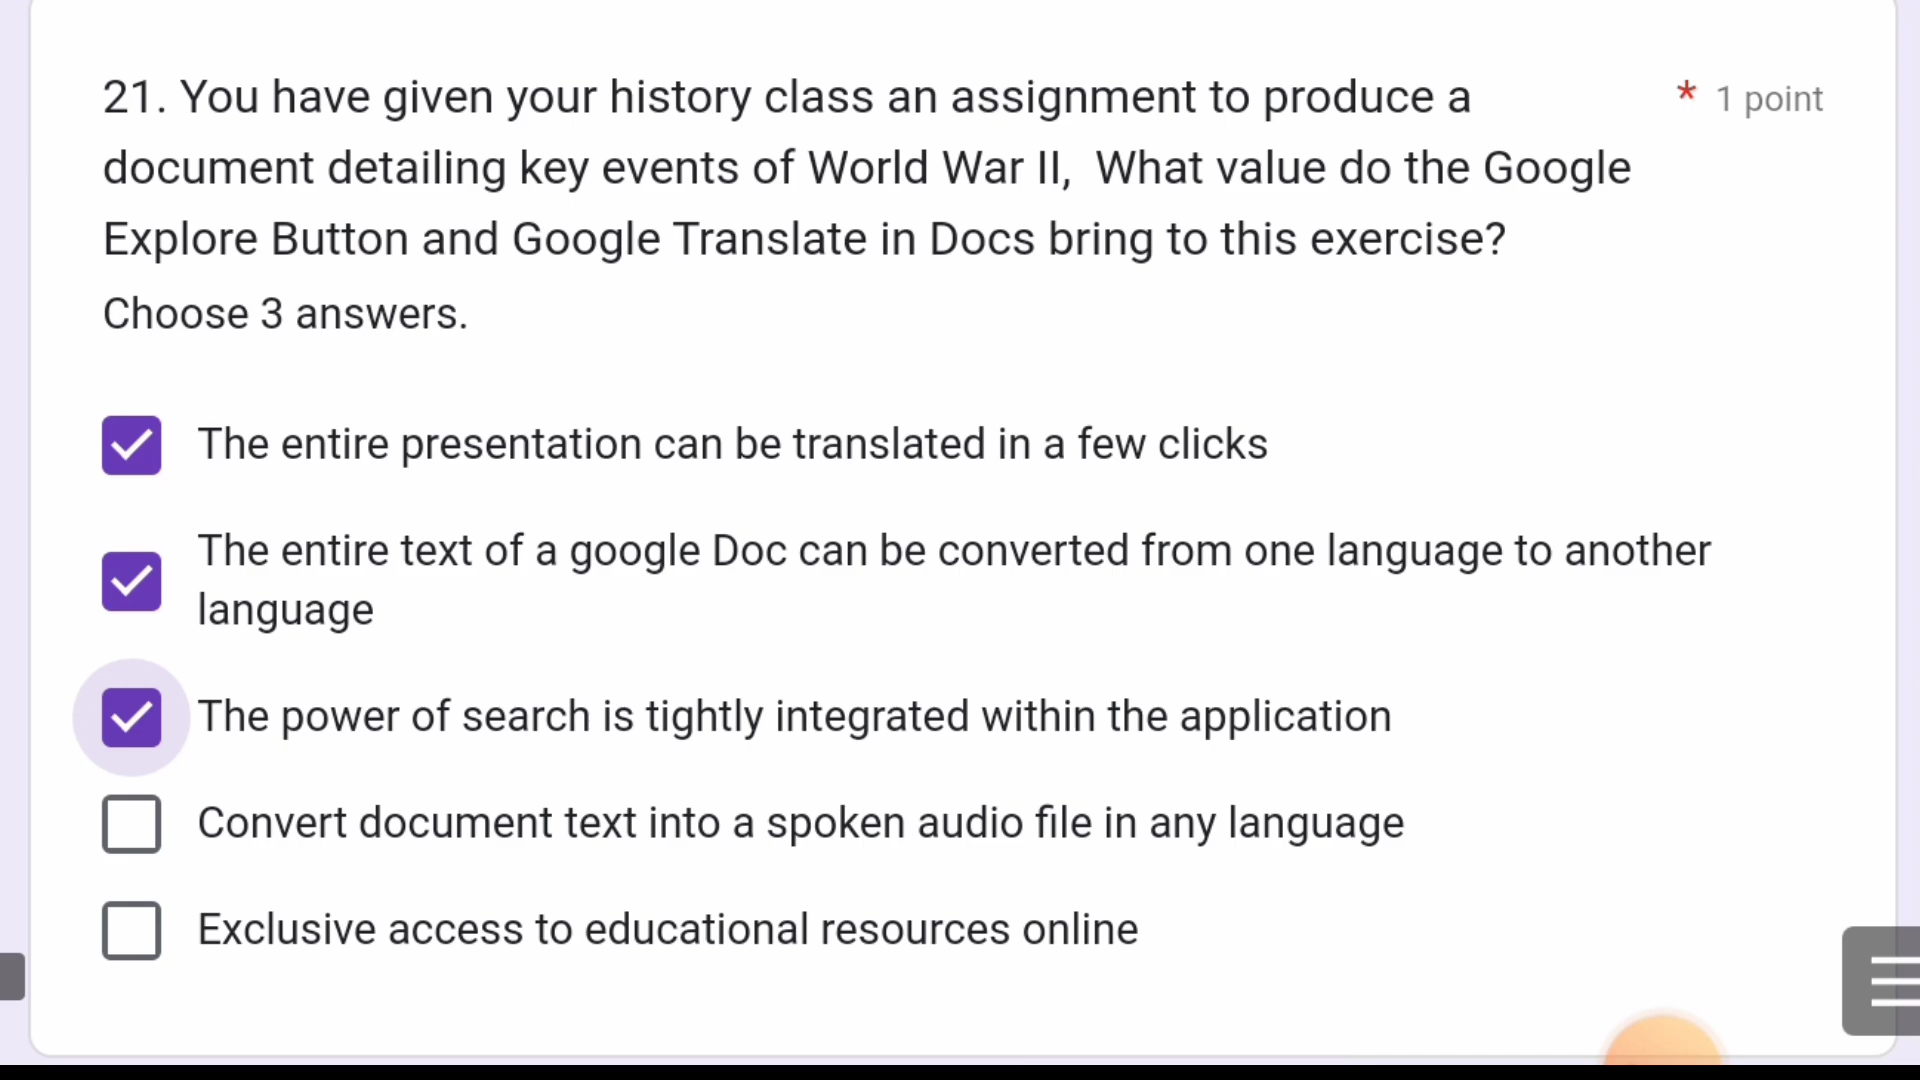 21. You have given your history class an assignment to produce a * 1 point
document detailing key events of World War II,  What value do the Google
Explore Button and Google Translate in Docs bring to this exercise?
Choose 3 answers.
The entire presentation can be translated in a few clicks
The entire text of a google Doc can be converted from one language to another
language
The power of search is tightly integrated within the application
Convert document text into a spoken audio file in any language
Exclusive access to educational resources online